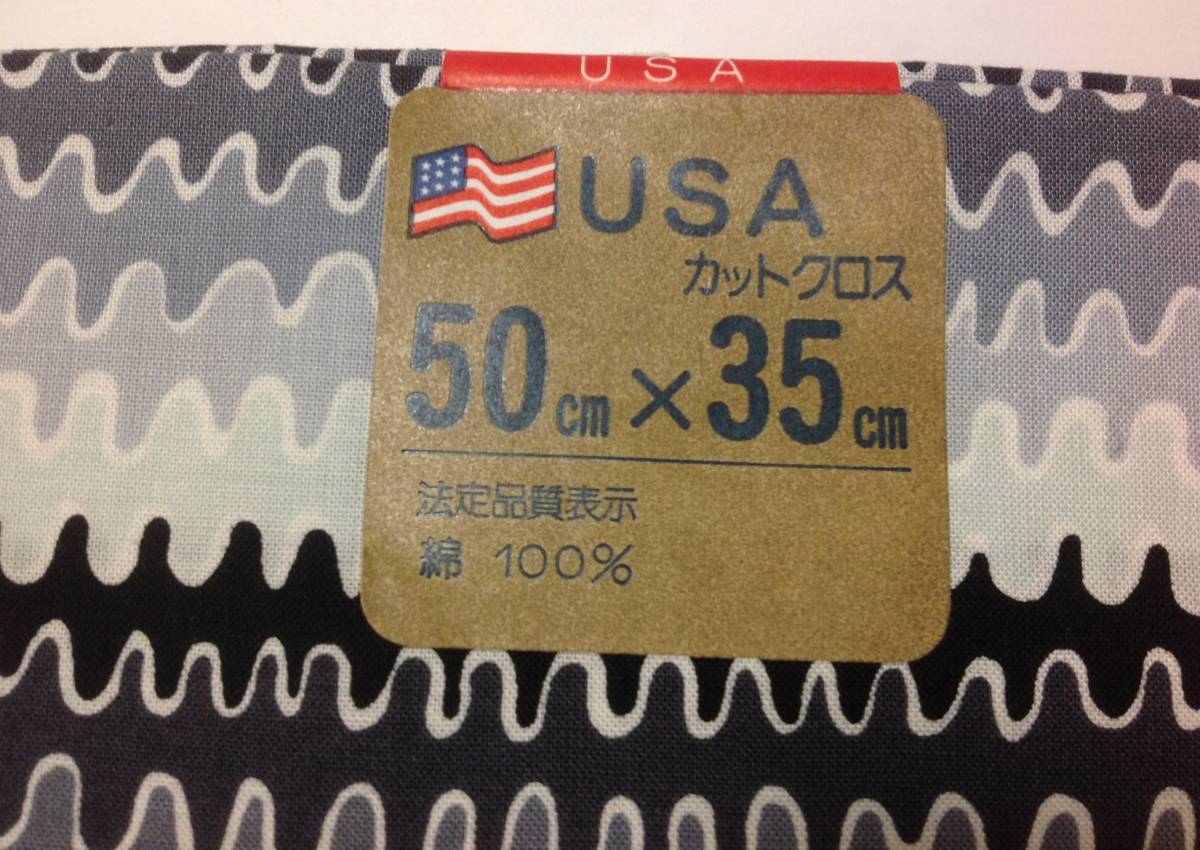 USA
USA
カットクロス
50cm×35cm
法定品質表示
綿 100%